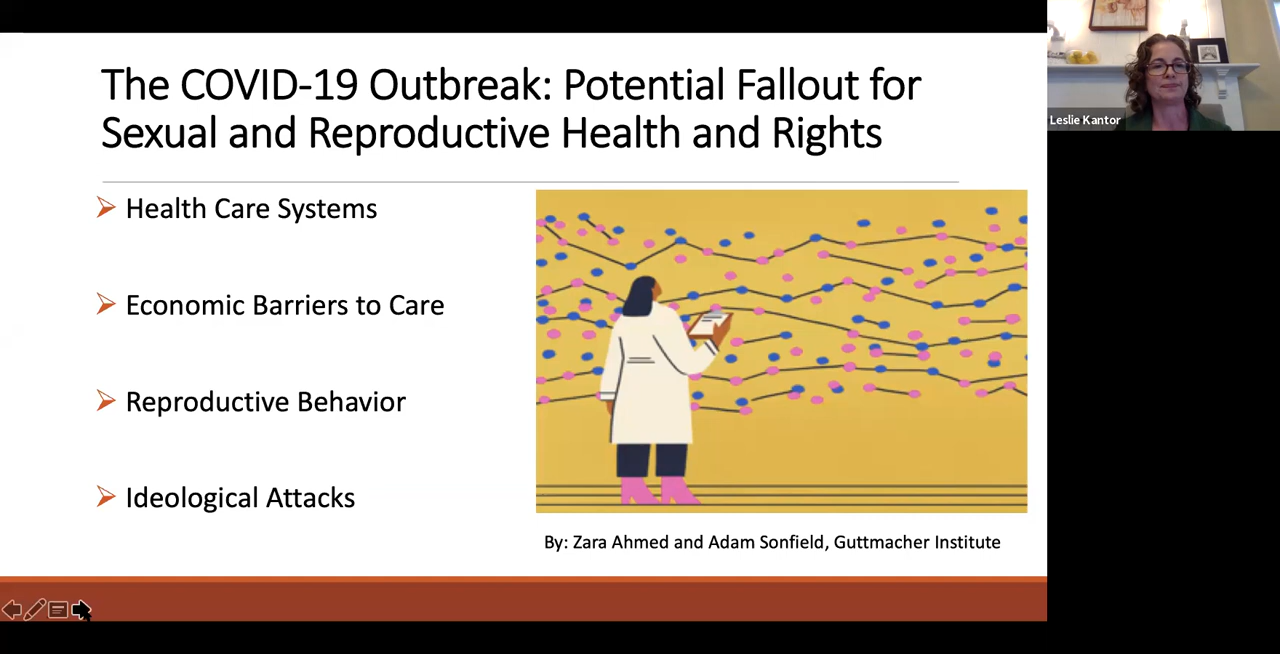 The COVID-19 Outbreak: Potential Fallout for
Sexual and Reproductive Health and Rights
Health Care Systems
Economic Barriers to Care
Reproductive Behavior
Ideological Attacks
By: Zara Ahmed and Adam Sonfield, Guttmacher Institute
Leslie Kantor